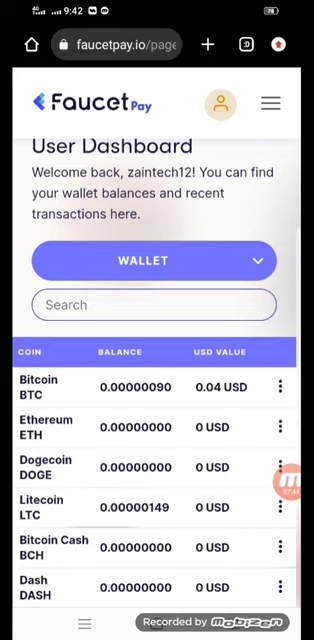 4G 9:42
faucetpay.io/page
:D
Faucet Pay
User Dashboard
Welcome back, zaintech12! You can find
your wallet balances and recent
transactions here.
WALLET
Search
COIN BALANCE USD VALUE
Bitcoin
BTC 0.00000090 0.04 USD
Ethereum
ETH 0.00000000 0 USD
Dogecoin
DOGE 0.00000000 0 USD
Litecoin
LTC 0.00000149 0 USD
Bitcoin Cash
BCH 0.00000000 0 USD
Dash
DASH 0.00000000 0 USD
Recorded by mobizen